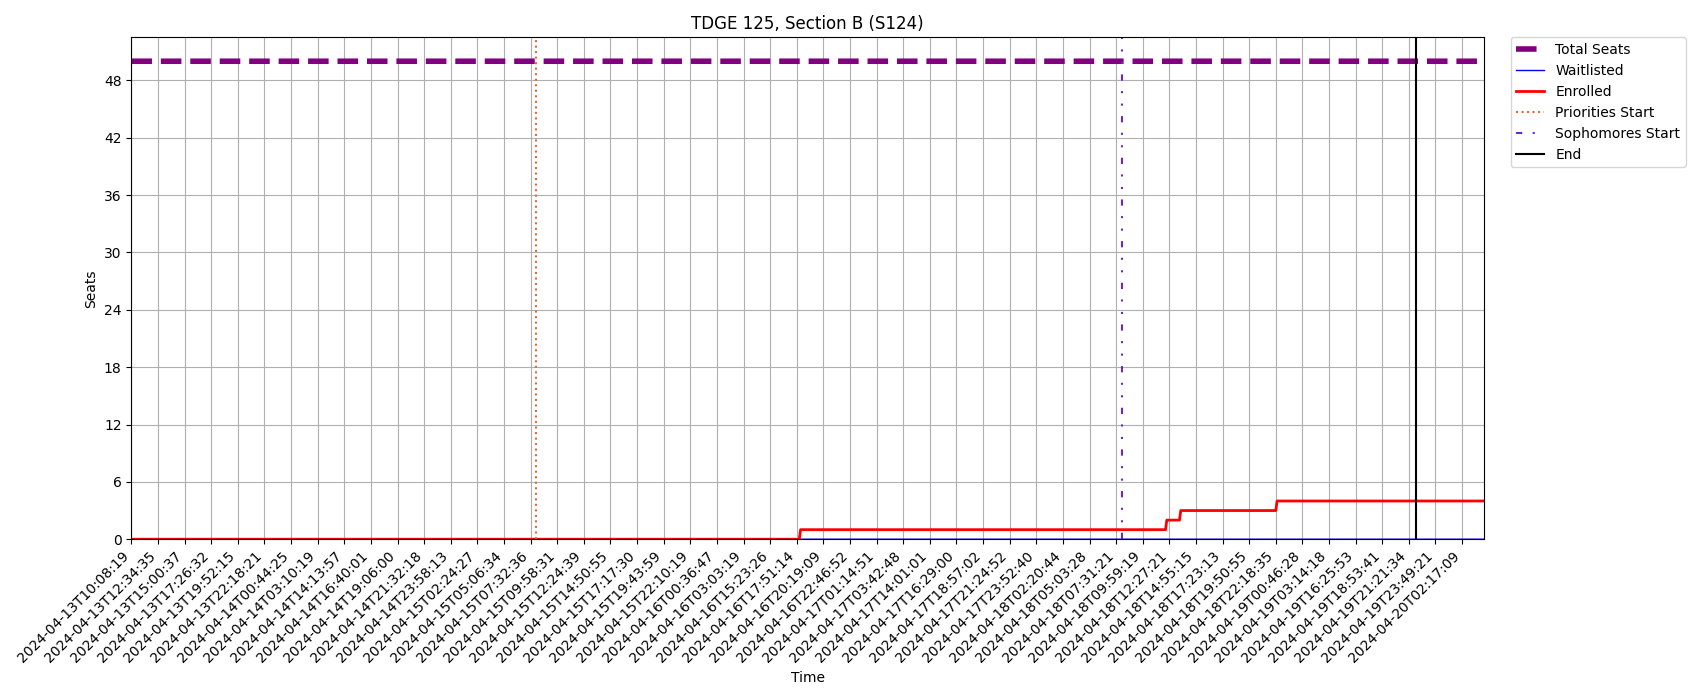 TDGE 125, Section B (S124)
Total Seats
Waitlisted
Enrolled
Priorities Start
Sophomores Start
End
Seats
48
42
36
30
24
18
12
6
0
2024-04-13T10:08:19
2024-04-13T12:34:35
2024-04-13T15:00:37
2024-04-13T17:26:32
2024-04-13T19:52:15
2024-04-13T22:18:21
2024-04-14T00:44:25
2024-04-14T03:10:19
2024-04-14T14:13:57
2024-04-14T16:40:01
2024-04-14T19:06:00
2024-04-14T21:32:18
2024-04-14T23:58:13
2024-04-15T02:24:27
2024-04-15T05:06:34
2024-04-15T07:32:36
2024-04-15T09:58:31
2024-04-15T12:24:39
2024-04-15T14:50:55
2024-04-15T17:17:30
2024-04-15T19:43:59
2024-04-15T22:10:19
2024-04-16T00:36:47
2024-04-16T03:03:19
2024-04-16T15:23:26
2024-04-16T17:51:14
2024-04-16T20:19:09
2024-04-16T22:46:52
2024-04-17T01:14:51
2024-04-17T03:42:48
2024-04-17T14:01:01
2024-04-17T16:29:00
2024-04-17T18:57:02
2024-04-17T21:24:52
2024-04-17T23:52:40
2024-04-18T02:20:44
2024-04-18T05:03:28
2024-04-18T07:31:21
2024-04-18T09:59:19
2024-04-18T12:27:21
2024-04-18T14:55:15
2024-04-18T17:23:13
2024-04-18T19:50:55
2024-04-18T22:18:35
2024-04-19T00:46:28
2024-04-19T03:14:18
2024-04-19T16:25:53
2024-04-19T18:53:41
2024-04-19T21:21:34
2024-04-19T23:49:21
2024-04-20T02:17:09
Time